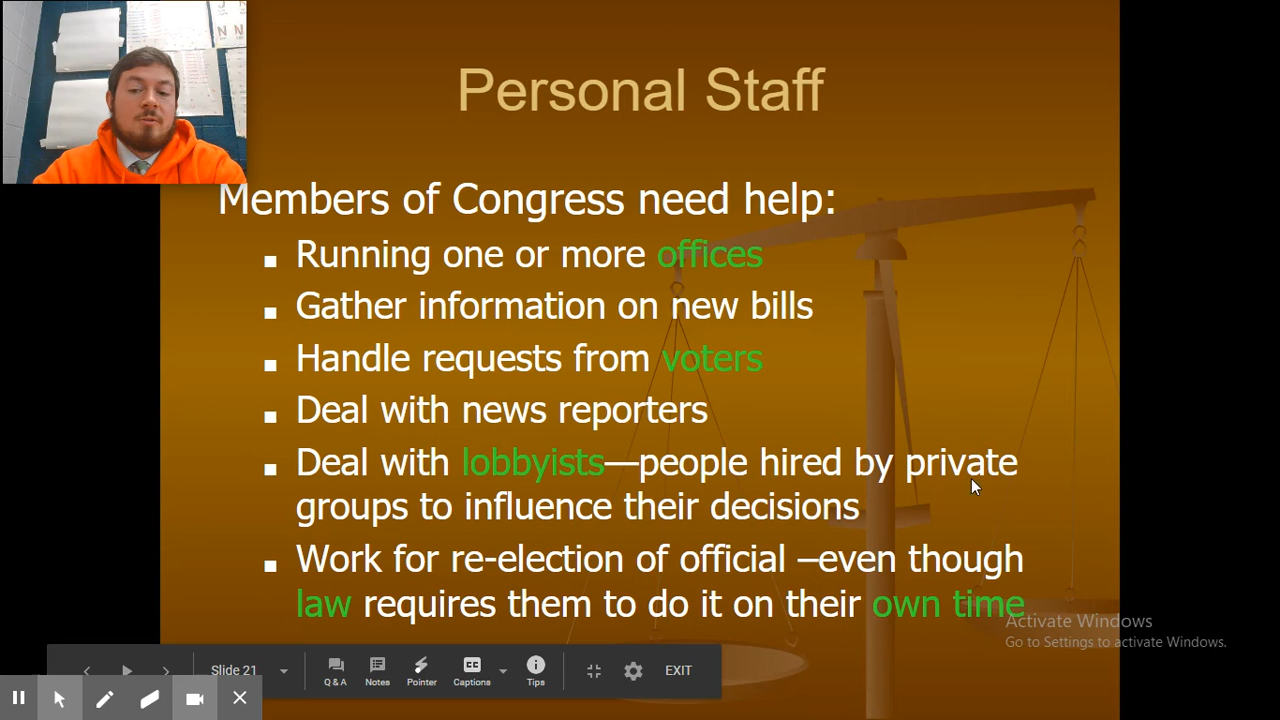 Personal Staff
Members of Congress need help:
Running one or more offices
Gather information on new bills
Handle requests from voters
Deal with news reporters
Deal with lobbyists—people hired by private
groups to influence their decisions
Work for re-election of official –even though
law requires them to do it on their own time
Activate Windows
Go to Settings to activate Windows.
Slide 21
Q & A
Notes
Pointer
Captions
Tips
EXIT